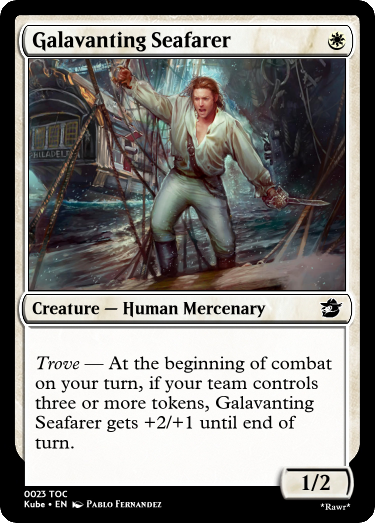 Galavanting Seafarer
PHILADELP
Creature — Human Mercenary
Trove — At the beginning of combat
on your turn, if your team controls
three or more tokens, Galavanting
Seafarer gets +2/+1 until end of
turn.
1/2
0023 TOC
Kube • EN Pablo Fernandez
*Rawr*